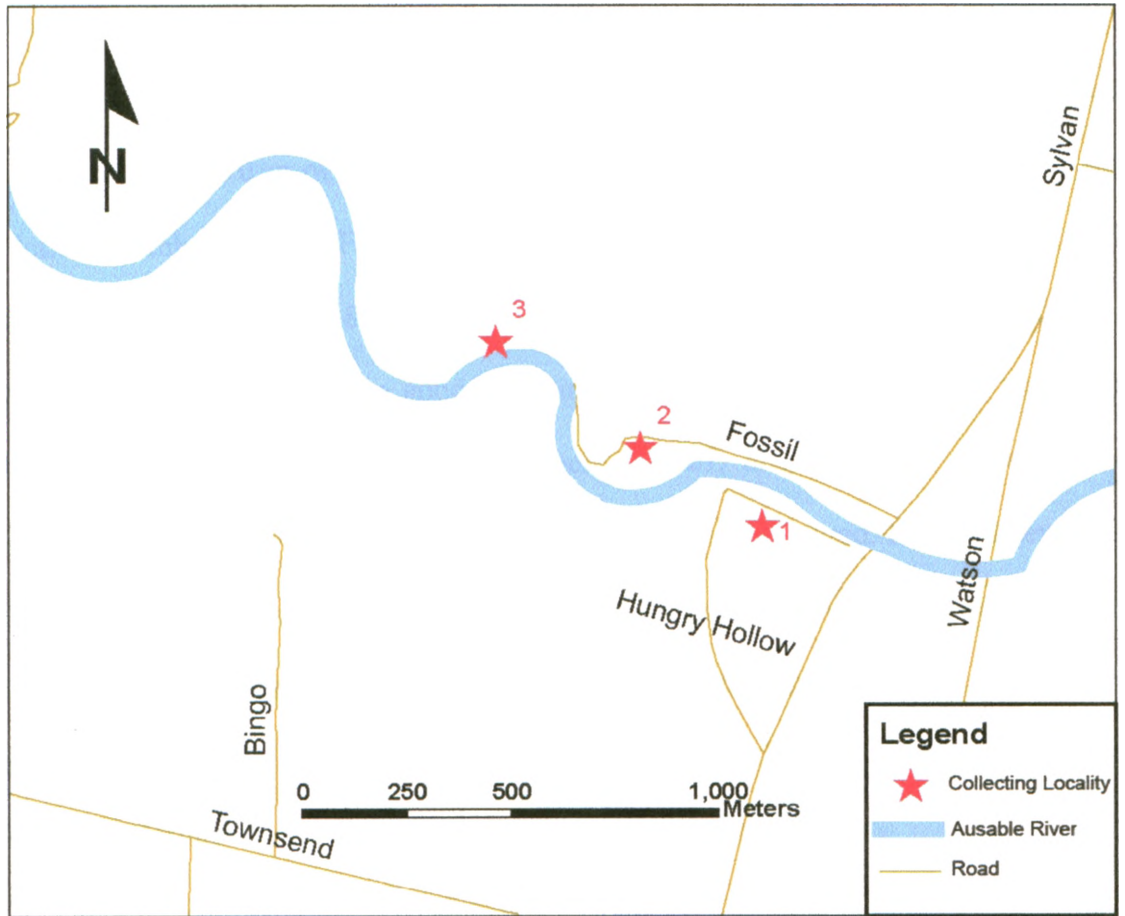 N
Sylvan
3
2
Fossil
1
Watson
Hungry Hollow
Bingo
Townsend
0 250 500 1,000
Meters
Legend
Collecting Locality
Ausable River
Road